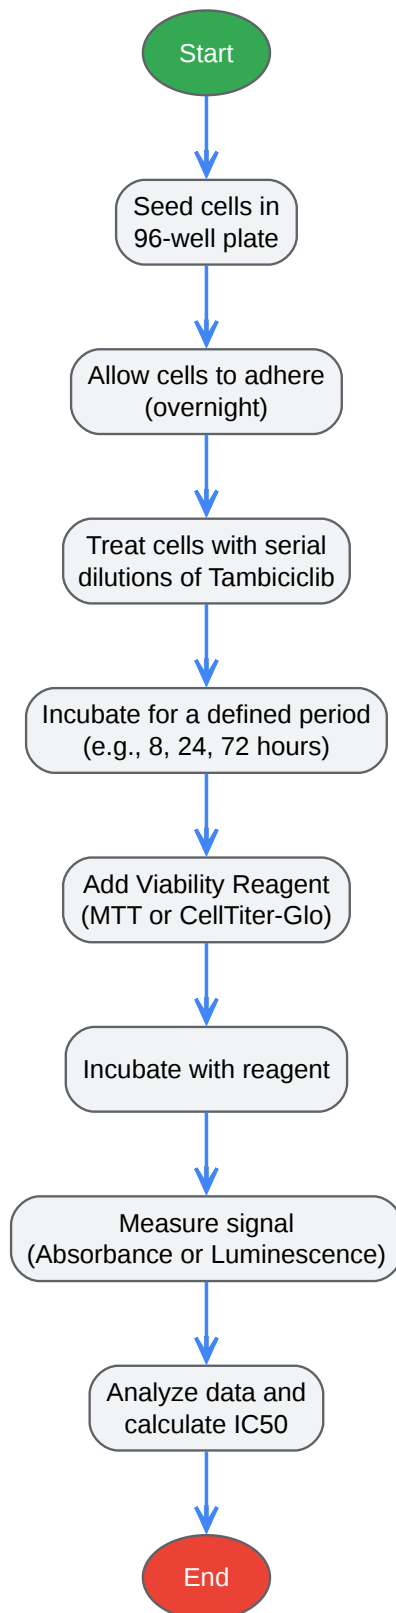 Start
Seed cells in
96-well plate
Allow cells to adhere
(overnight)
Treat cells with serial
dilutions of Tambiciclib
Incubate for a defined period
(e.g., 8, 24, 72 hours)
Add Viability Reagent
(MTT or CellTiter-Glo)
Incubate with reagent
Measure signal
(Absorbance or Luminescence)
Analyze data and
calculate IC50
End